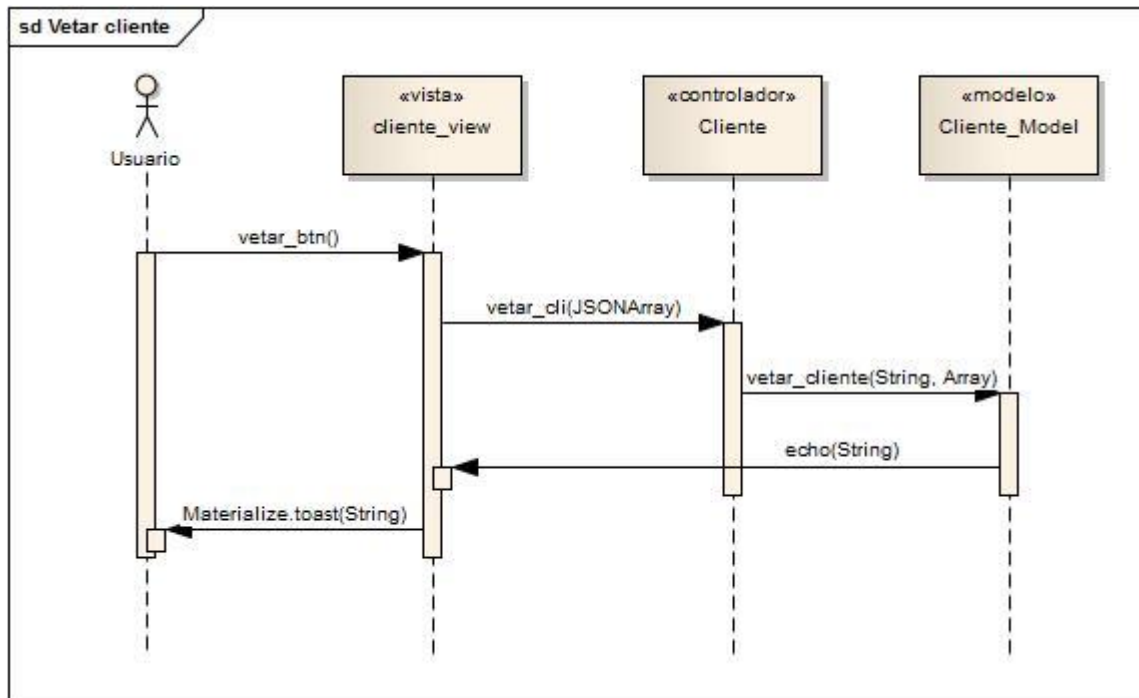 sd Vetar cliente
Usuario
«vista»
cliente_view
«controlador»
Cliente
«modelo»
Cliente_Model
vetar_btn()
vetar_cli(JSONArray)
vetar_cliente(String, Array)
echo(String)
Materialize.toast(String)